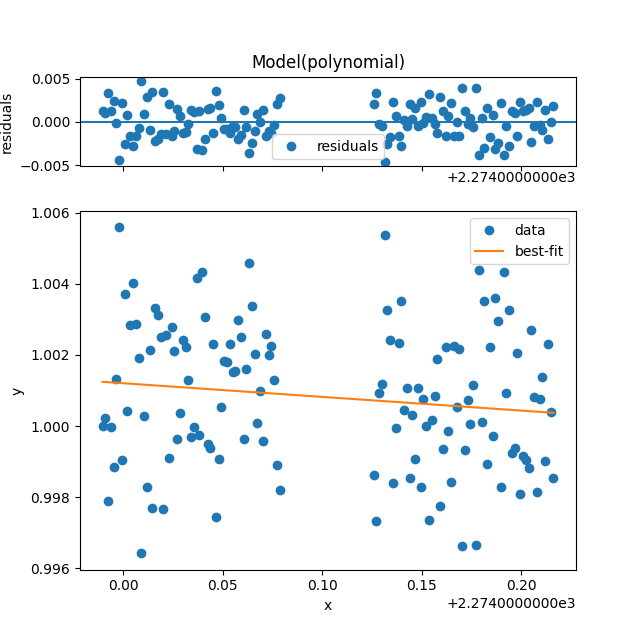 Model(polynomial)
0.005
0.000
−0.005
residuals
residuals
+2.2740000000e3
1.006
1.004
1.002
1.000
0.998
0.996
y
data
best-fit
0.00
0.05
0.10
0.15
0.20
x
+2.2740000000e3